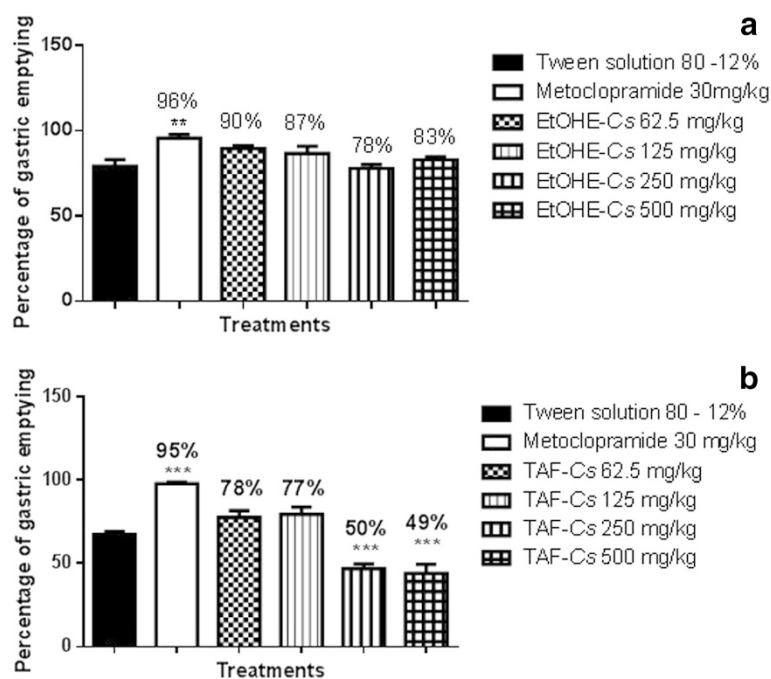 a
150
100
50
0
Percentage of gastric emptying
96%
**
90%
87%
78%
83%
Treatments
Tween solution 80 -12%
Metoclopramide 30mg/kg
EtOHE-Cs 62.5 mg/kg
EtOHE-Cs 125 mg/kg
EtOHE-Cs 250 mg/kg
EtOHE-Cs 500 mg/kg
b
150
100
50
0
Percentage of gastric emptying
95%
***
78%
77%
50%
***
49%
***
Treatments
Tween solution 80 - 12%
Metoclopramide 30 mg/kg
TAF-Cs 62.5 mg/kg
TAF-Cs 125 mg/kg
TAF-Cs 250 mg/kg
TAF-Cs 500 mg/kg